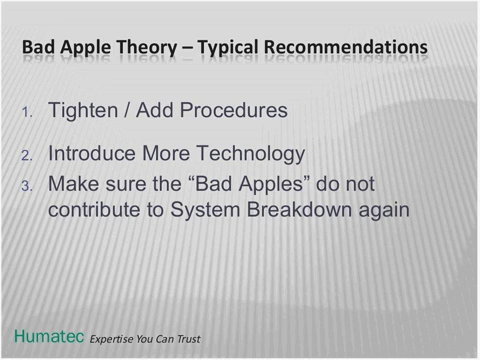 Bad Apple Theory – Typical Recommendations
1. Tighten / Add Procedures
2. Introduce More Technology
3. Make sure the “Bad Apples” do not
contribute to System Breakdown again
Humatec Expertise You Can Trust